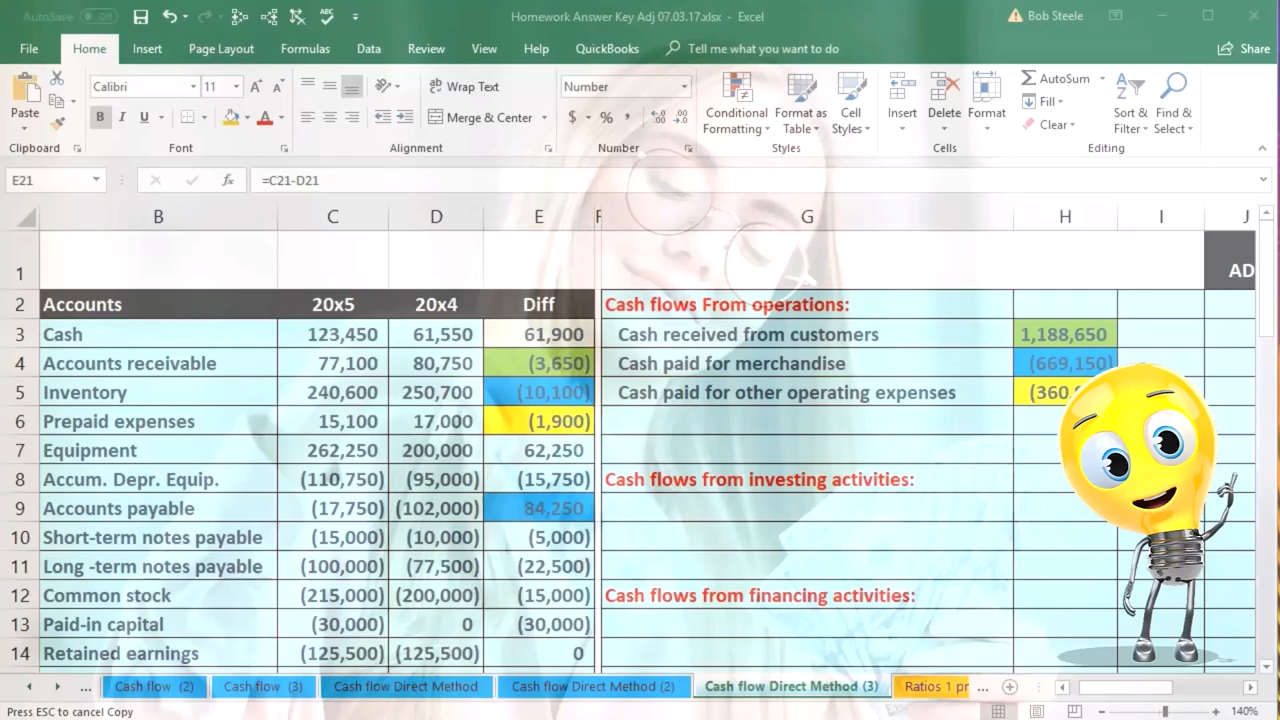 AutoSave Off Homework Answer Key Adj 07.03.17.xlsx - Excel Bob Steele
File Home Insert Page Layout Formulas Data Review View Help QuickBooks Tell me what you want to do Share
Calibri 11 A A Wrap Text Number AutoSum
Paste B I U A Merge & Center $ % , Conditional Formatting Format as Table Cell Styles Insert Delete Format Fill Clear Sort & Filter Find & Select
Clipboard Font Alignment Number Styles Cells Editing
E21 fx =C21-D21
B C D E F G H I J
1 AD
2 Accounts 20x5 20x4 Diff Cash flows From operations:
3 Cash 123,450 61,550 61,900 Cash received from customers 1,188,650
4 Accounts receivable 77,100 80,750 (3,650) Cash paid for merchandise (669,150)
5 Inventory 240,600 250,700 (10,100) Cash paid for other operating expenses (360,
6 Prepaid expenses 15,100 17,000 (1,900)
7 Equipment 262,250 200,000 62,250
8 Accum. Depr. Equip. (110,750) (95,000) (15,750) Cash flows from investing activities:
9 Accounts payable (17,750) (102,000) 84,250
10 Short-term notes payable (15,000) (10,000) (5,000)
11 Long -term notes payable (100,000) (77,500) (22,500)
12 Common stock (215,000) (200,000) (15,000) Cash flows from financing activities:
13 Paid-in capital (30,000) 0 (30,000)
14 Retained earnings (125,500) (125,500) 0
... Cash flow (2) Cash flow (3) Cash flow Direct Method Cash flow Direct Method (2) Cash flow Direct Method (3) Ratios 1 pr ...
Press ESC to cancel Copy 140%